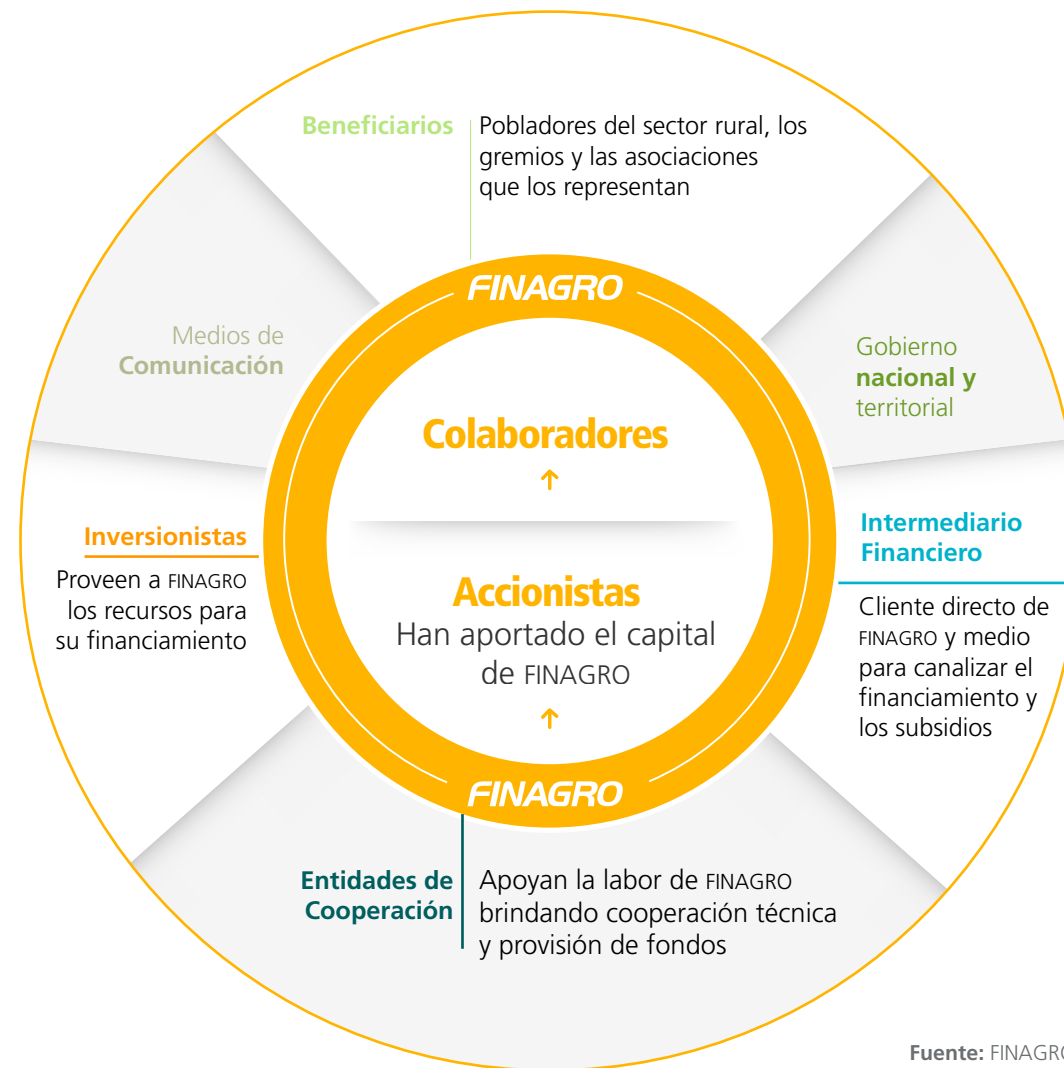 Beneficiarios
Pobladores del sector rural, los
gremios y las asociaciones
que los representan
FINAGRO
Medios de
Comunicación
Gobierno
nacional y
territorial
Colaboradores
Inversionistas
Proveen a FINAGRO
los recursos para
su financiamiento
Accionistas
Han aportado el capital
de FINAGRO
Intermediario
Financiero
Cliente directo de
FINAGRO y medio
para canalizar el
financiamiento y
los subsidios
FINAGRO
Entidades de
Cooperación
Apoyan la labor de FINAGRO
brindando cooperación técnica
y provisión de fondos
Fuente: FINAGRO